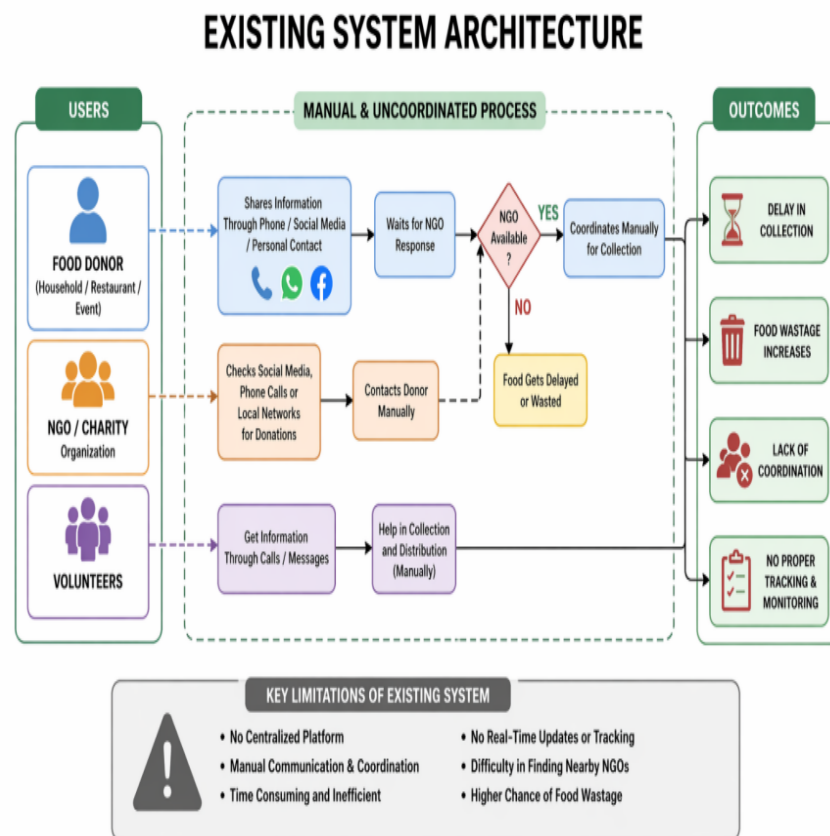 EXISTING SYSTEM ARCHITECTURE
USERS
MANUAL & UNCOORDINATED PROCESS
OUTCOMES
FOOD DONOR
(Household / Restaurant /
Event)
Shares Information
Through Phone / Social Media
/ Personal Contact
Waits for NGO
Response
NGO
Available
?
YES
NO
Coordinates Manually
for Collection
DELAY IN
COLLECTION
FOOD WASTAGE
INCREASES
NGO / CHARITY
Organization
Checks Social Media,
Phone Calls or
Local Networks
for Donations
Contacts Donor
Manually
Food Gets Delayed
or Wasted
LACK OF
COORDINATION
VOLUNTEERS
Get Information
Through Calls / Messages
Help in Collection
and Distribution
(Manually)
NO PROPER
TRACKING &
MONITORING
KEY LIMITATIONS OF EXISTING SYSTEM
• No Centralized Platform
• Manual Communication & Coordination
• Time Consuming and Inefficient
• No Real-Time Updates or Tracking
• Difficulty in Finding Nearby NGOs
• Higher Chance of Food Wastage